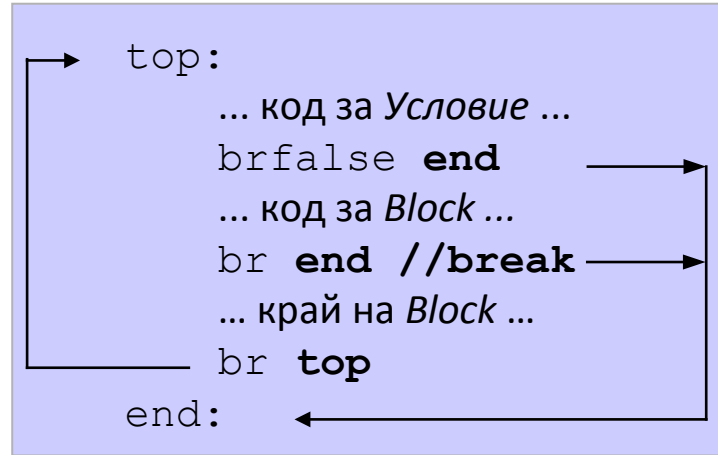 top:
... код за Условие ...
brfalse end
... код за Block ...
br end //break
... край на Block ...
br top
end: